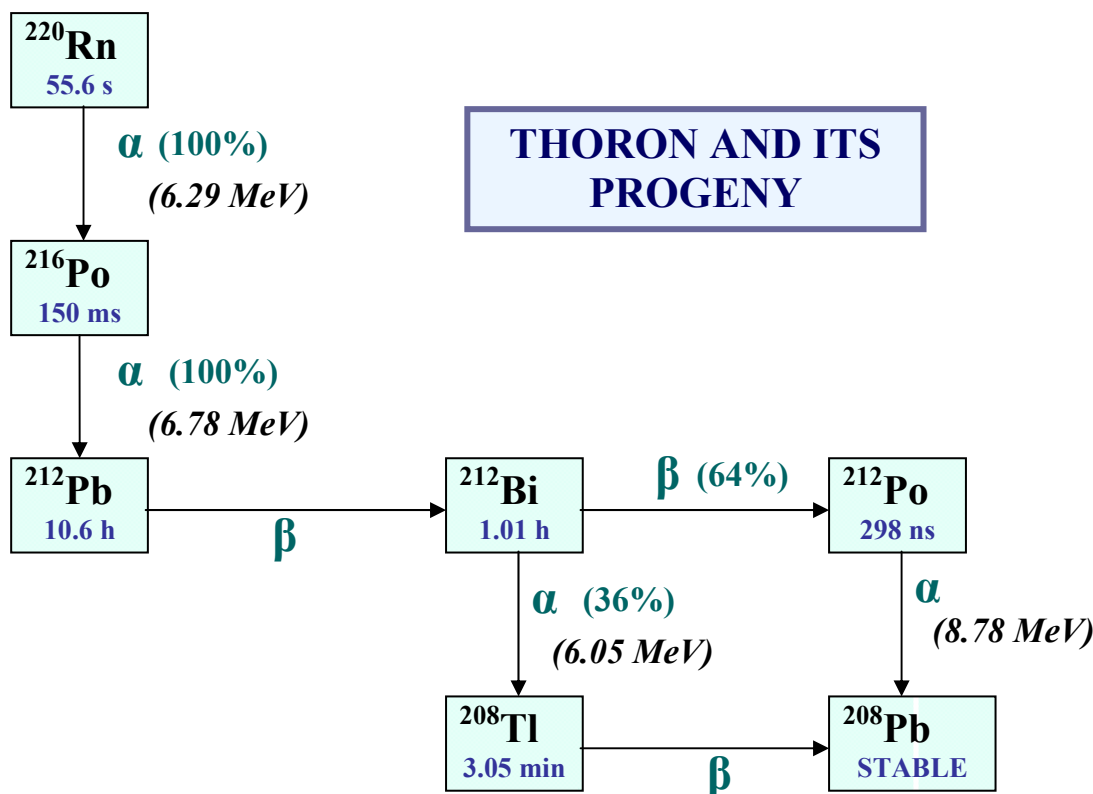 ²²⁰Rn
55.6 s
α (100%)
(6.29 MeV)
THORON AND ITS
PROGENY
²¹⁶Po
150 ms
α (100%)
(6.78 MeV)
²¹²Pb
10.6 h
β
²¹²Bi
1.01 h
β (64%)
²¹²Po
298 ns
α (36%)
(6.05 MeV)
α
(8.78 MeV)
²⁰⁸Tl
3.05 min
β
²⁰⁸Pb
STABLE